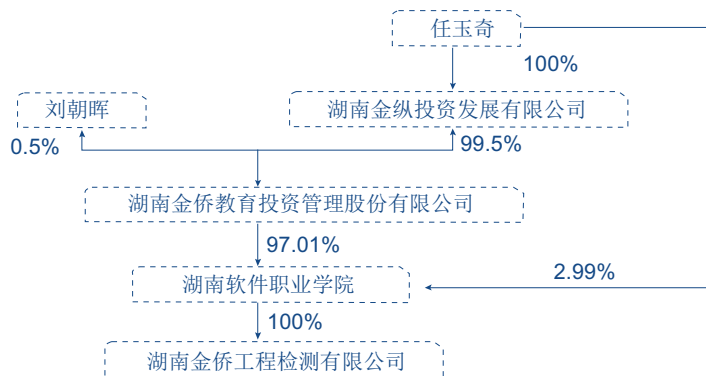 任玉奇
100%
刘朝晖
湖南金纵投资发展有限公司
0.5%
99.5%
湖南金侨教育投资管理股份有限公司
97.01%
2.99%
湖南软件职业学院
100%
湖南金侨工程检测有限公司